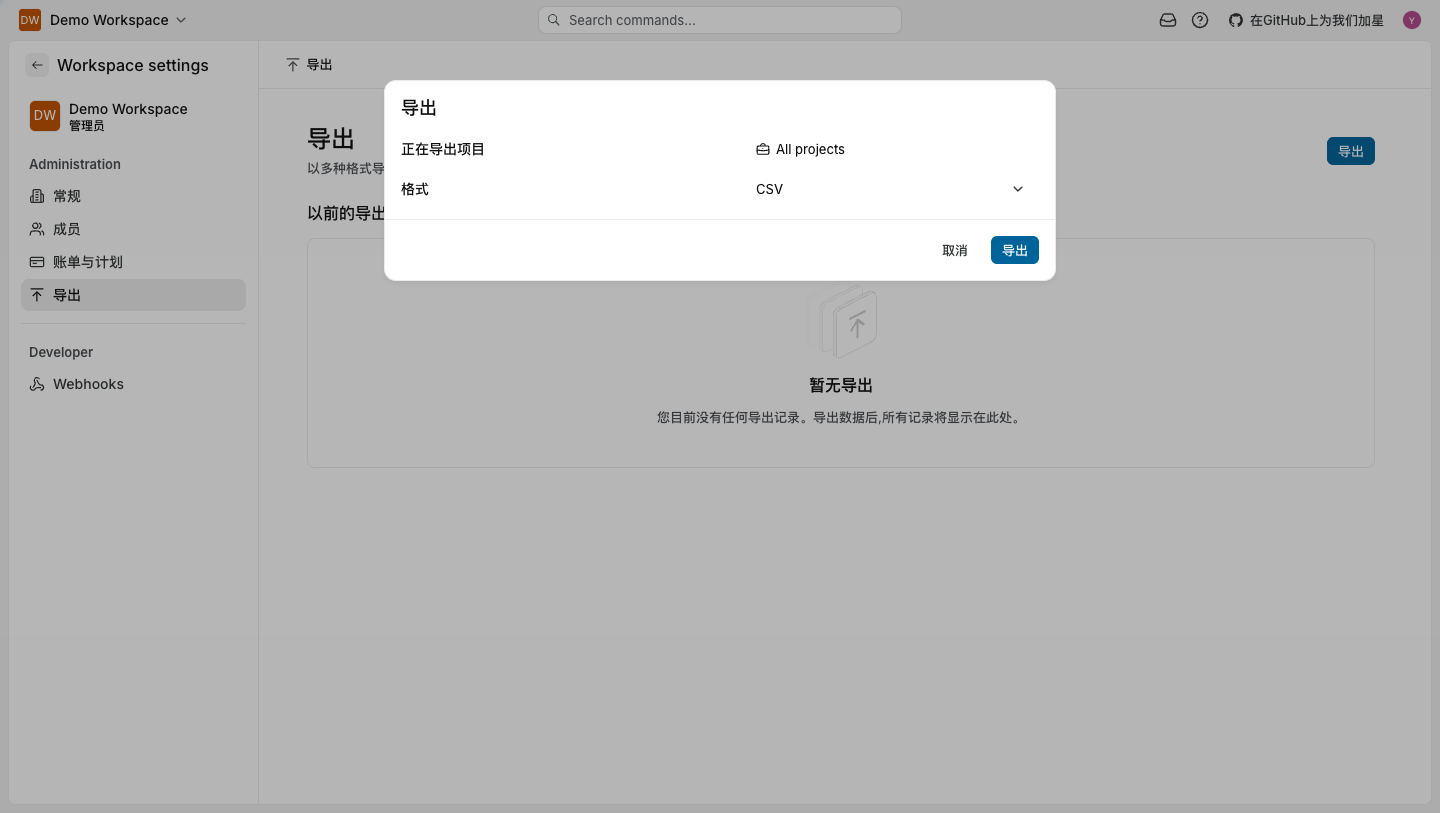 DW Demo Workspace
Search commands...
在GitHub上为我们加星
Y
Workspace settings
DW
Demo Workspace
管理员
Administration
常规
成员
账单与计划
导出
Developer
Webhooks
导出
导出
以多种格式导
导出
以前的导出
导出
正在导出项目
All projects
格式
CSV
取消
导出
暂无导出
您目前没有任何导出记录。导出数据后,所有记录将显示在此处。